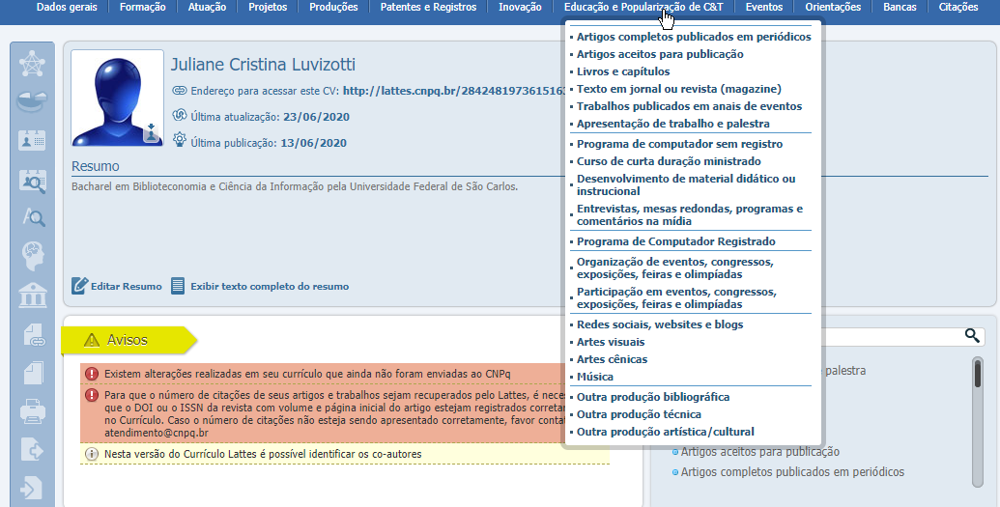 Dados gerais Formação Atuação Projetos Produções Patentes e Registros Inovação Educação e Popularização de C&T Eventos Orientações Bancas Citações
Juliane Cristina Luvizotti
Endereço para acessar este CV: http://lattes.cnpq.br/2842481973615163
Última atualização: 23/06/2020
Última publicação: 13/06/2020
Resumo
Bacharel em Biblioteconomia e Ciência da Informação pela Universidade Federal de São Carlos.
Editar Resumo Exibir texto completo do resumo
Artigos completos publicados em periódicos
Artigos aceitos para publicação
Livros e capítulos
Texto em jornal ou revista (magazine)
Trabalhos publicados em anais de eventos
Apresentação de trabalho e palestra
Programa de computador sem registro
Curso de curta duração ministrado
Desenvolvimento de material didático ou
instrucional
Entrevistas, mesas redondas, programas e
comentários na mídia
Programa de Computador Registrado
Organização de eventos, congressos,
exposições, feiras e olimpíadas
Participação em eventos, congressos,
exposições, feiras e olimpíadas
Redes sociais, websites e blogs
Artes visuais
Artes cênicas
Música
Outra produção bibliográfica
Outra produção técnica
Outra produção artística/cultural
Avisos
Existem alterações realizadas em seu currículo que ainda não foram enviadas ao CNPq
Para que o número de citações de seus artigos e trabalhos sejam recuperados pelo Lattes, é neces
que o DOI ou o ISSN da revista com volume e página inicial do artigo estejam registrados corretar
no Currículo. Caso o número de citações não esteja sendo apresentado corretamente, favor contat
atendimento@cnpq.br
Nesta versão do Currículo Lattes é possível identificar os co-autores
e palestra
Artigos aceitos para publicação
Artigos completos publicados em periódicos